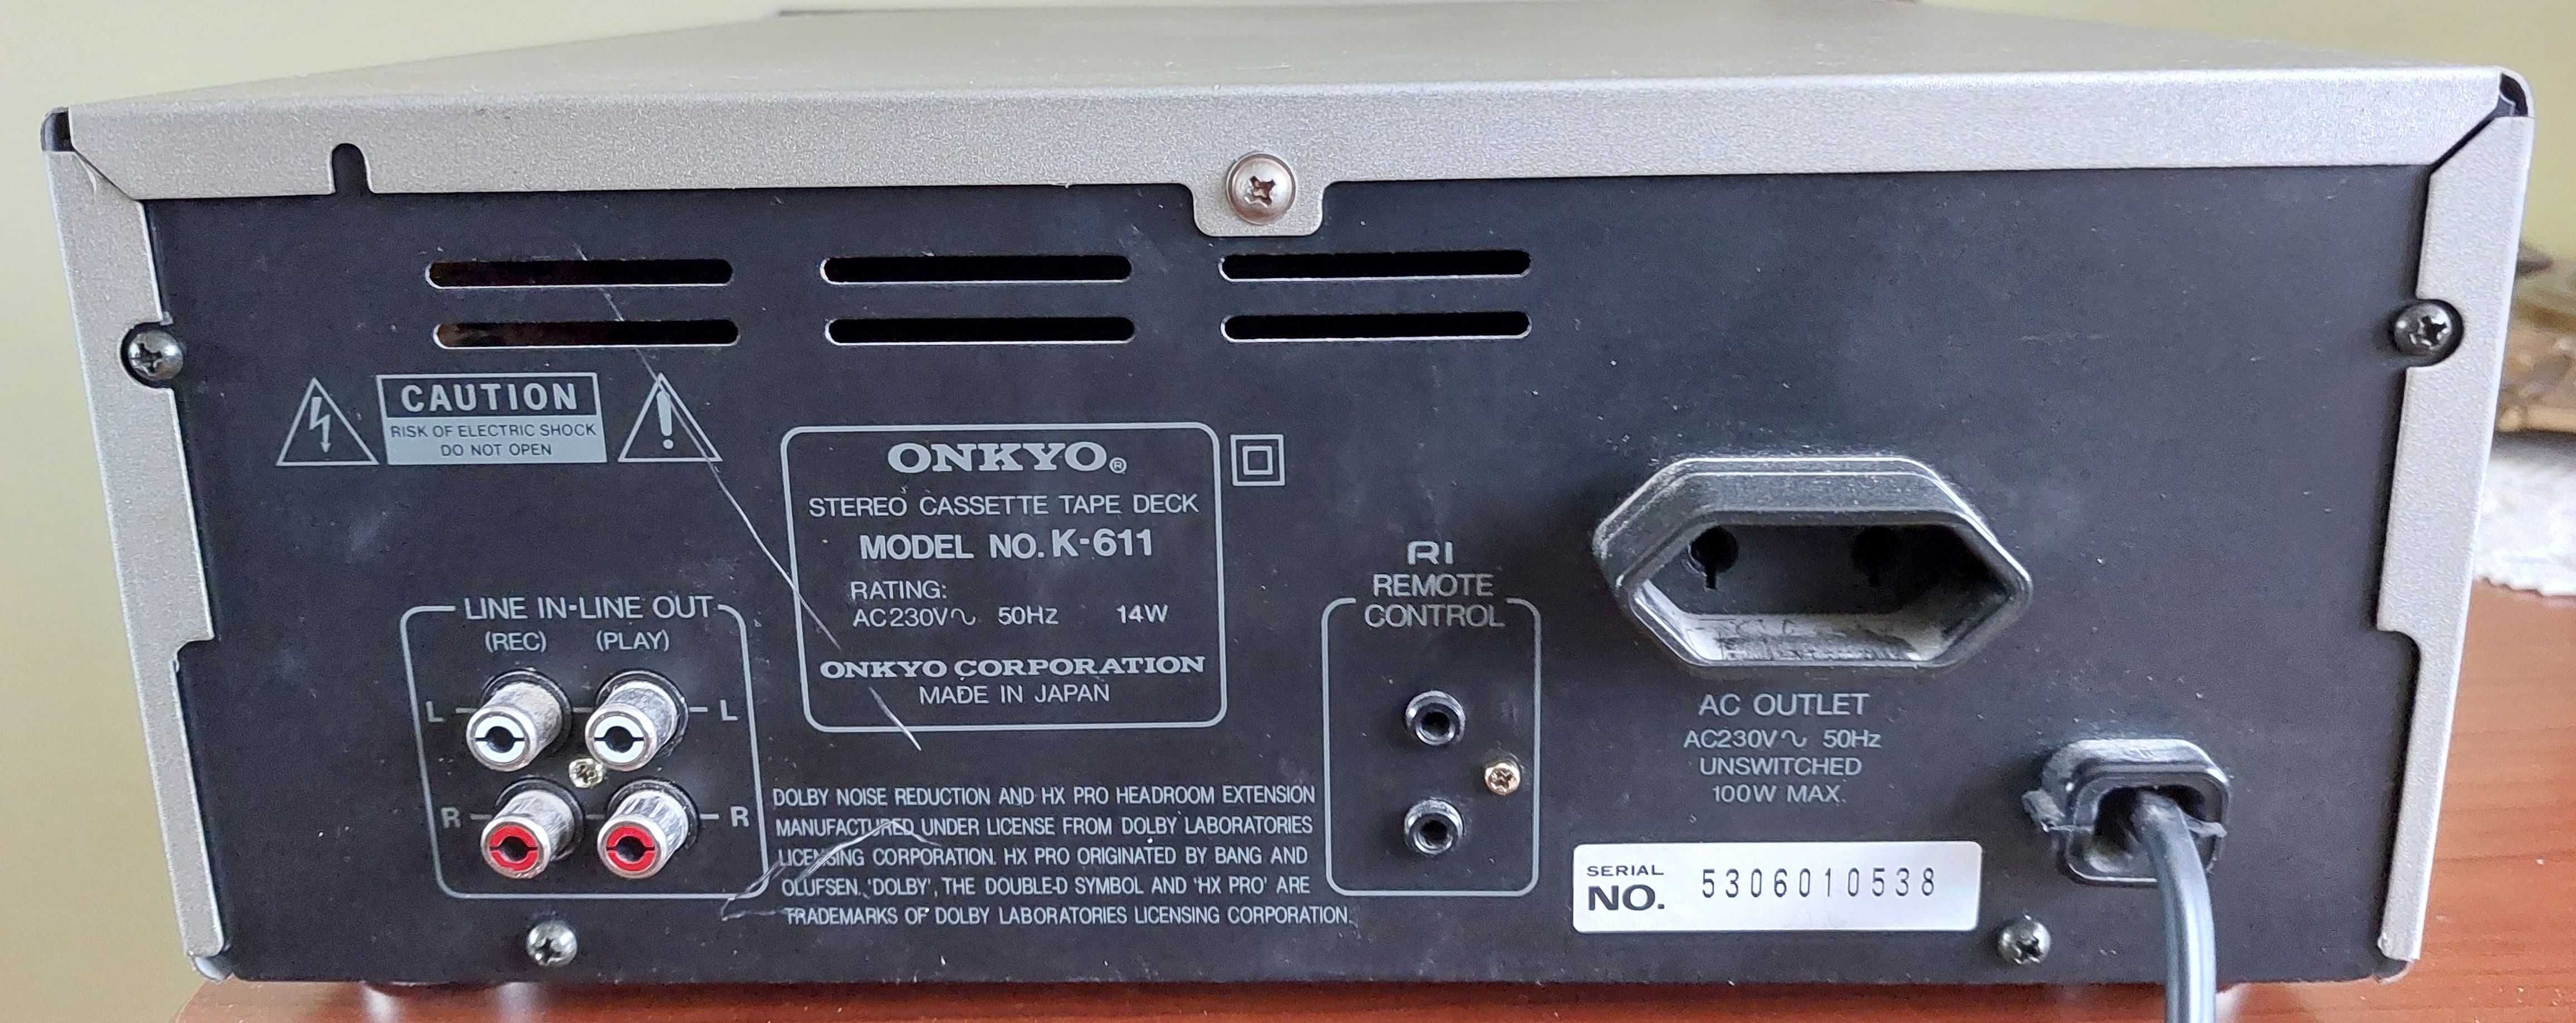 CAUTION
RISK OF ELECTRIC SHOCK
DO NOT OPEN
ONKYO®
STEREO CASSETTE TAPE DECK
MODEL NO. K-611
RATING:
AC230V∿ 50Hz 14W
ONKYO CORPORATION
MADE IN JAPAN
LINE IN-LINE OUT
(REC) (PLAY)
L L
R R
DOLBY NOISE REDUCTION AND HX PRO HEADROOM EXTENSION
MANUFACTURED UNDER LICENSE FROM DOLBY LABORATORIES
LICENSING CORPORATION. HX PRO ORIGINATED BY BANG AND
OLUFSEN. 'DOLBY', THE DOUBLE-D SYMBOL AND 'HX PRO' ARE
TRADEMARKS OF DOLBY LABORATORIES LICENSING CORPORATION.
RI
REMOTE
CONTROL
AC OUTLET
AC230V∿ 50Hz
UNSWITCHED
100W MAX.
SERIAL
NO. 5306010538